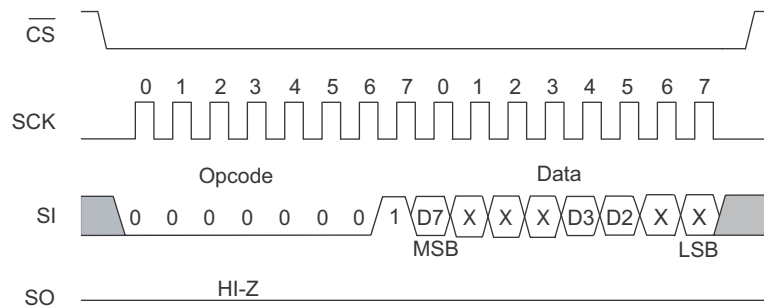 CS
0 1 2 3 4 5 6 7 0 1 2 3 4 5 6 7
SCK
Opcode Data
SI 0 0 0 0 0 0 0 1 D7 X X X D3 D2 X X
MSB LSB
HI-Z
SO